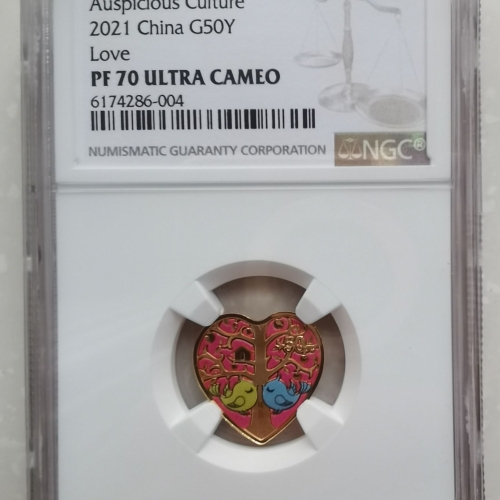 Auspicious Culture
2021 China G50Y
Love
PF 70 ULTRA CAMEO
6174286-004
NUMISMATIC GUARANTY CORPORATION
NGC®